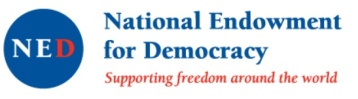 NED
National Endowment
for Democracy
Supporting freedom around the world